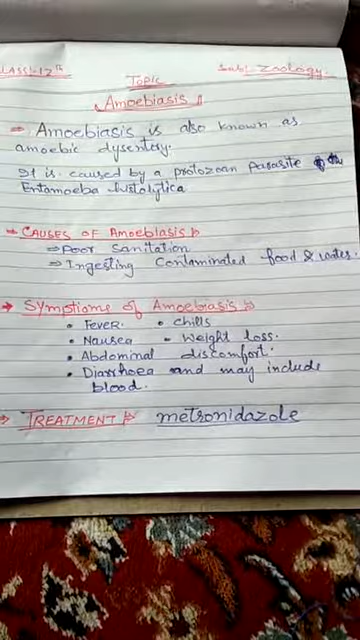 CLASS:-12th Sub:- Zoology.
Topic
Amoebiasis
⇒ Amoebiasis is also known as
amoebic dysentery.
It is caused by a protozoan parasite
Entamoeba histolytica
→ CAUSES OF AMOEBIASIS
⇒ Poor sanitation
⇒ Ingesting contaminated food & water.
→ Symptioms of Amoebiasis
• Fever. • chills
• Nausea • Weight loss.
• Abdominal discomfort.
• Diarrhoea and may include
blood.
→ TREATMENT metronidazole